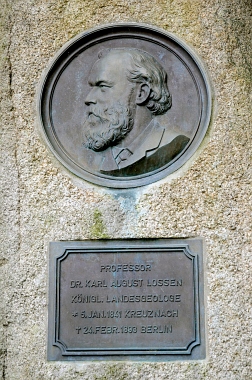 PROFESSOR
DR. KARL AUGUST LOSSEN
KÖNIGL. LANDESGEOLOGE
* 5. JAN. 1841 KREUZNACH
† 24. FEBR. 1893 BERLIN